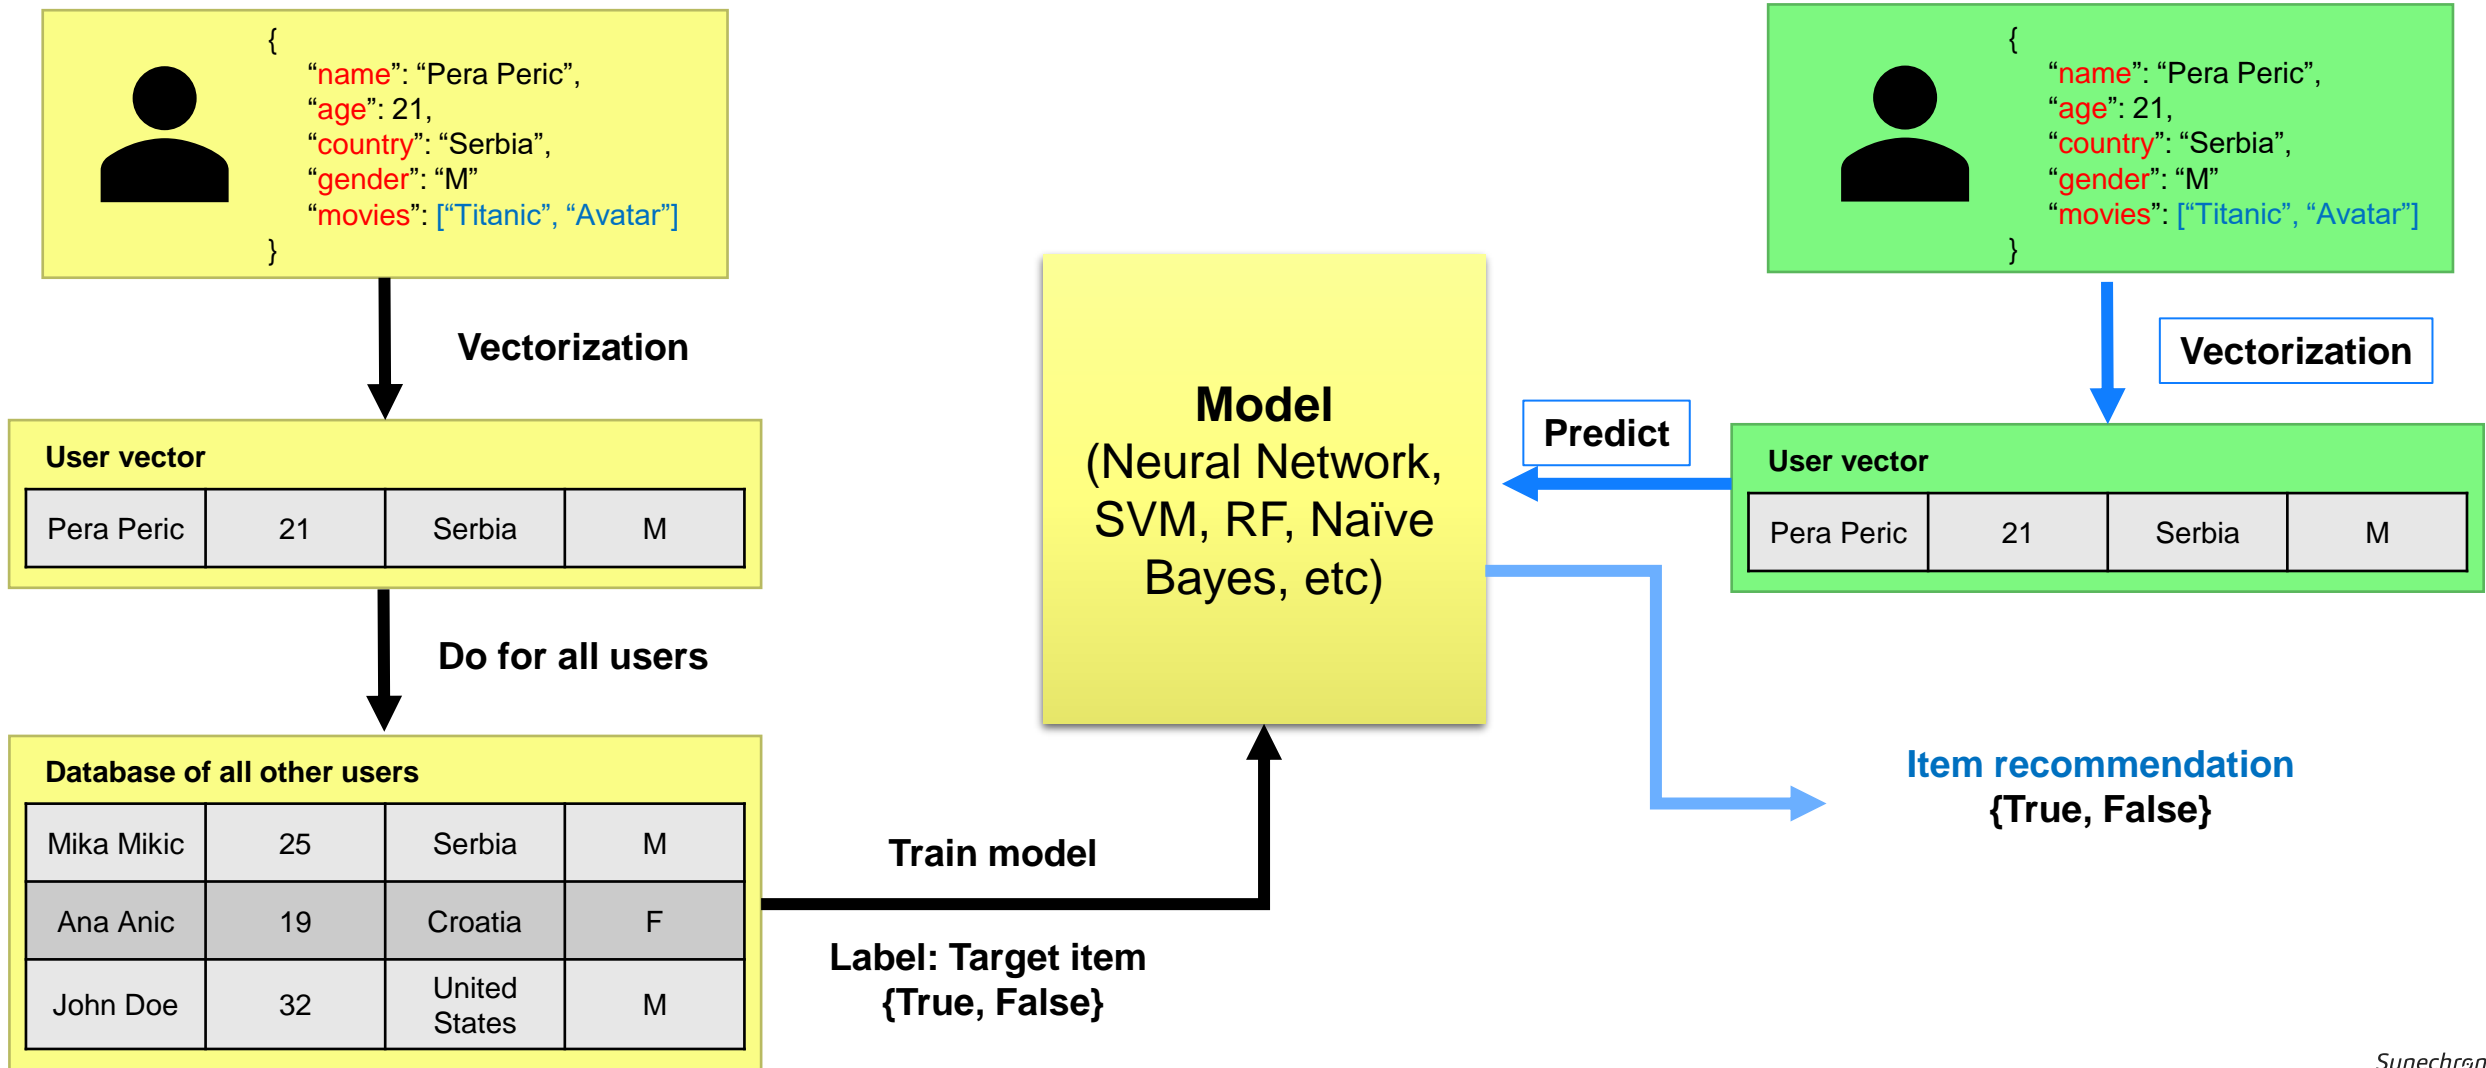 {
“name”: “Pera Peric”,
“age”: 21,
“country”: “Serbia”,
“gender”: “M”
“movies”: [“Titanic”, “Avatar”]
}
Vectorization
User vector
Pera Peric 21 Serbia M
Do for all users
Database of all other users
Mika Mikic 25 Serbia M
Ana Anic 19 Croatia F
John Doe 32 United States M
Train model
Label: Target item
{True, False}
Model
(Neural Network,
SVM, RF, Naïve
Bayes, etc)
{
“name”: “Pera Peric”,
“age”: 21,
“country”: “Serbia”,
“gender”: “M”
“movies”: [“Titanic”, “Avatar”]
}
Vectorization
Predict
User vector
Pera Peric 21 Serbia M
Item recommendation
{True, False}